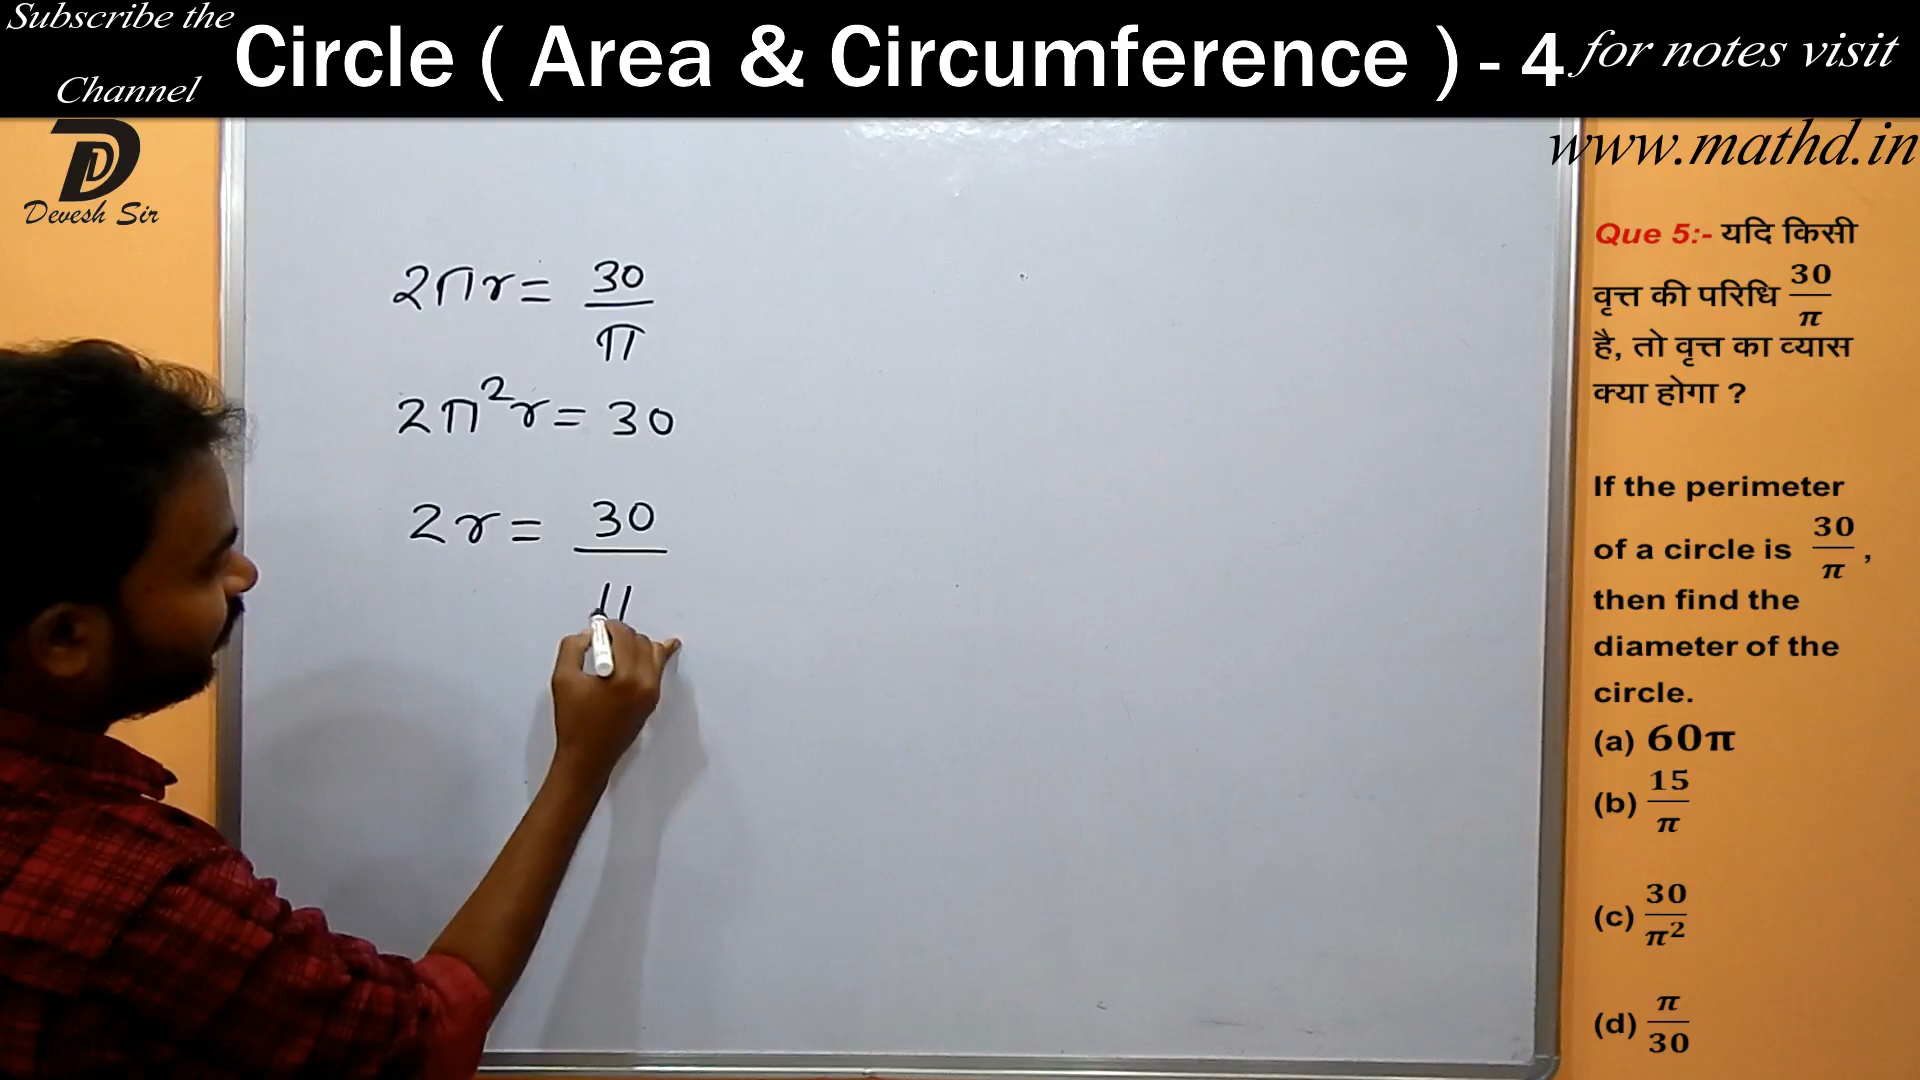 Subscribe the
Channel
Circle ( Area & Circumference ) - 4
for notes visit
www.mathd.in
D
Devesh Sir
2πr = 30/π
2π²r = 30
2r = 30/
Que 5:- यदि किसी
वृत्त की परिधि 30/π
है, तो वृत्त का व्यास
क्या होगा ?
If the perimeter
of a circle is 30/π ,
then find the
diameter of the
circle.
(a) 60π
(b) 15/π
(c) 30/π²
(d) π/30